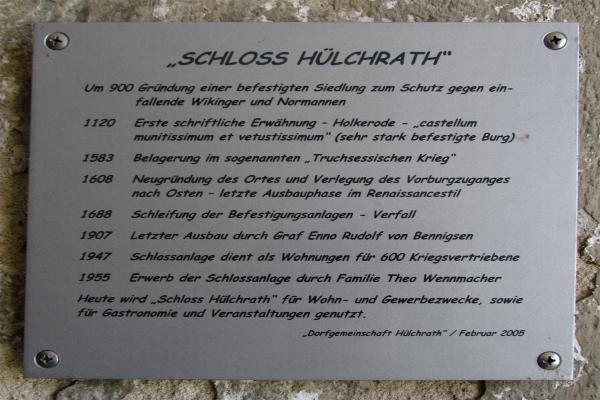 „SCHLOSS HÜLCHRATH“
Um 900 Gründung einer befestigten Siedlung zum Schutz gegen ein-
fallende Wikinger und Normannen
1120 Erste schriftliche Erwähnung - Holkerode - „castellum
munitissimum et vetustissimum“ (sehr stark befestigte Burg)
1583 Belagerung im sogenannten „Truchsessischen Krieg“
1608 Neugründung des Ortes und Verlegung des Vorburgzuganges
nach Osten - letzte Ausbauphase im Renaissancestil
1688 Schleifung der Befestigungsanlagen - Verfall
1907 Letzter Ausbau durch Graf Enno Rudolf von Bennigsen
1947 Schlossanlage dient als Wohnungen für 600 Kriegsvertriebene
1955 Erwerb der Schlossanlage durch Familie Theo Wennmacher
Heute wird „Schloss Hülchrath“ für Wohn- und Gewerbezwecke, sowie
für Gastronomie und Veranstaltungen genutzt.
„Dorfgemeinschaft Hülchrath“ / Februar 2005